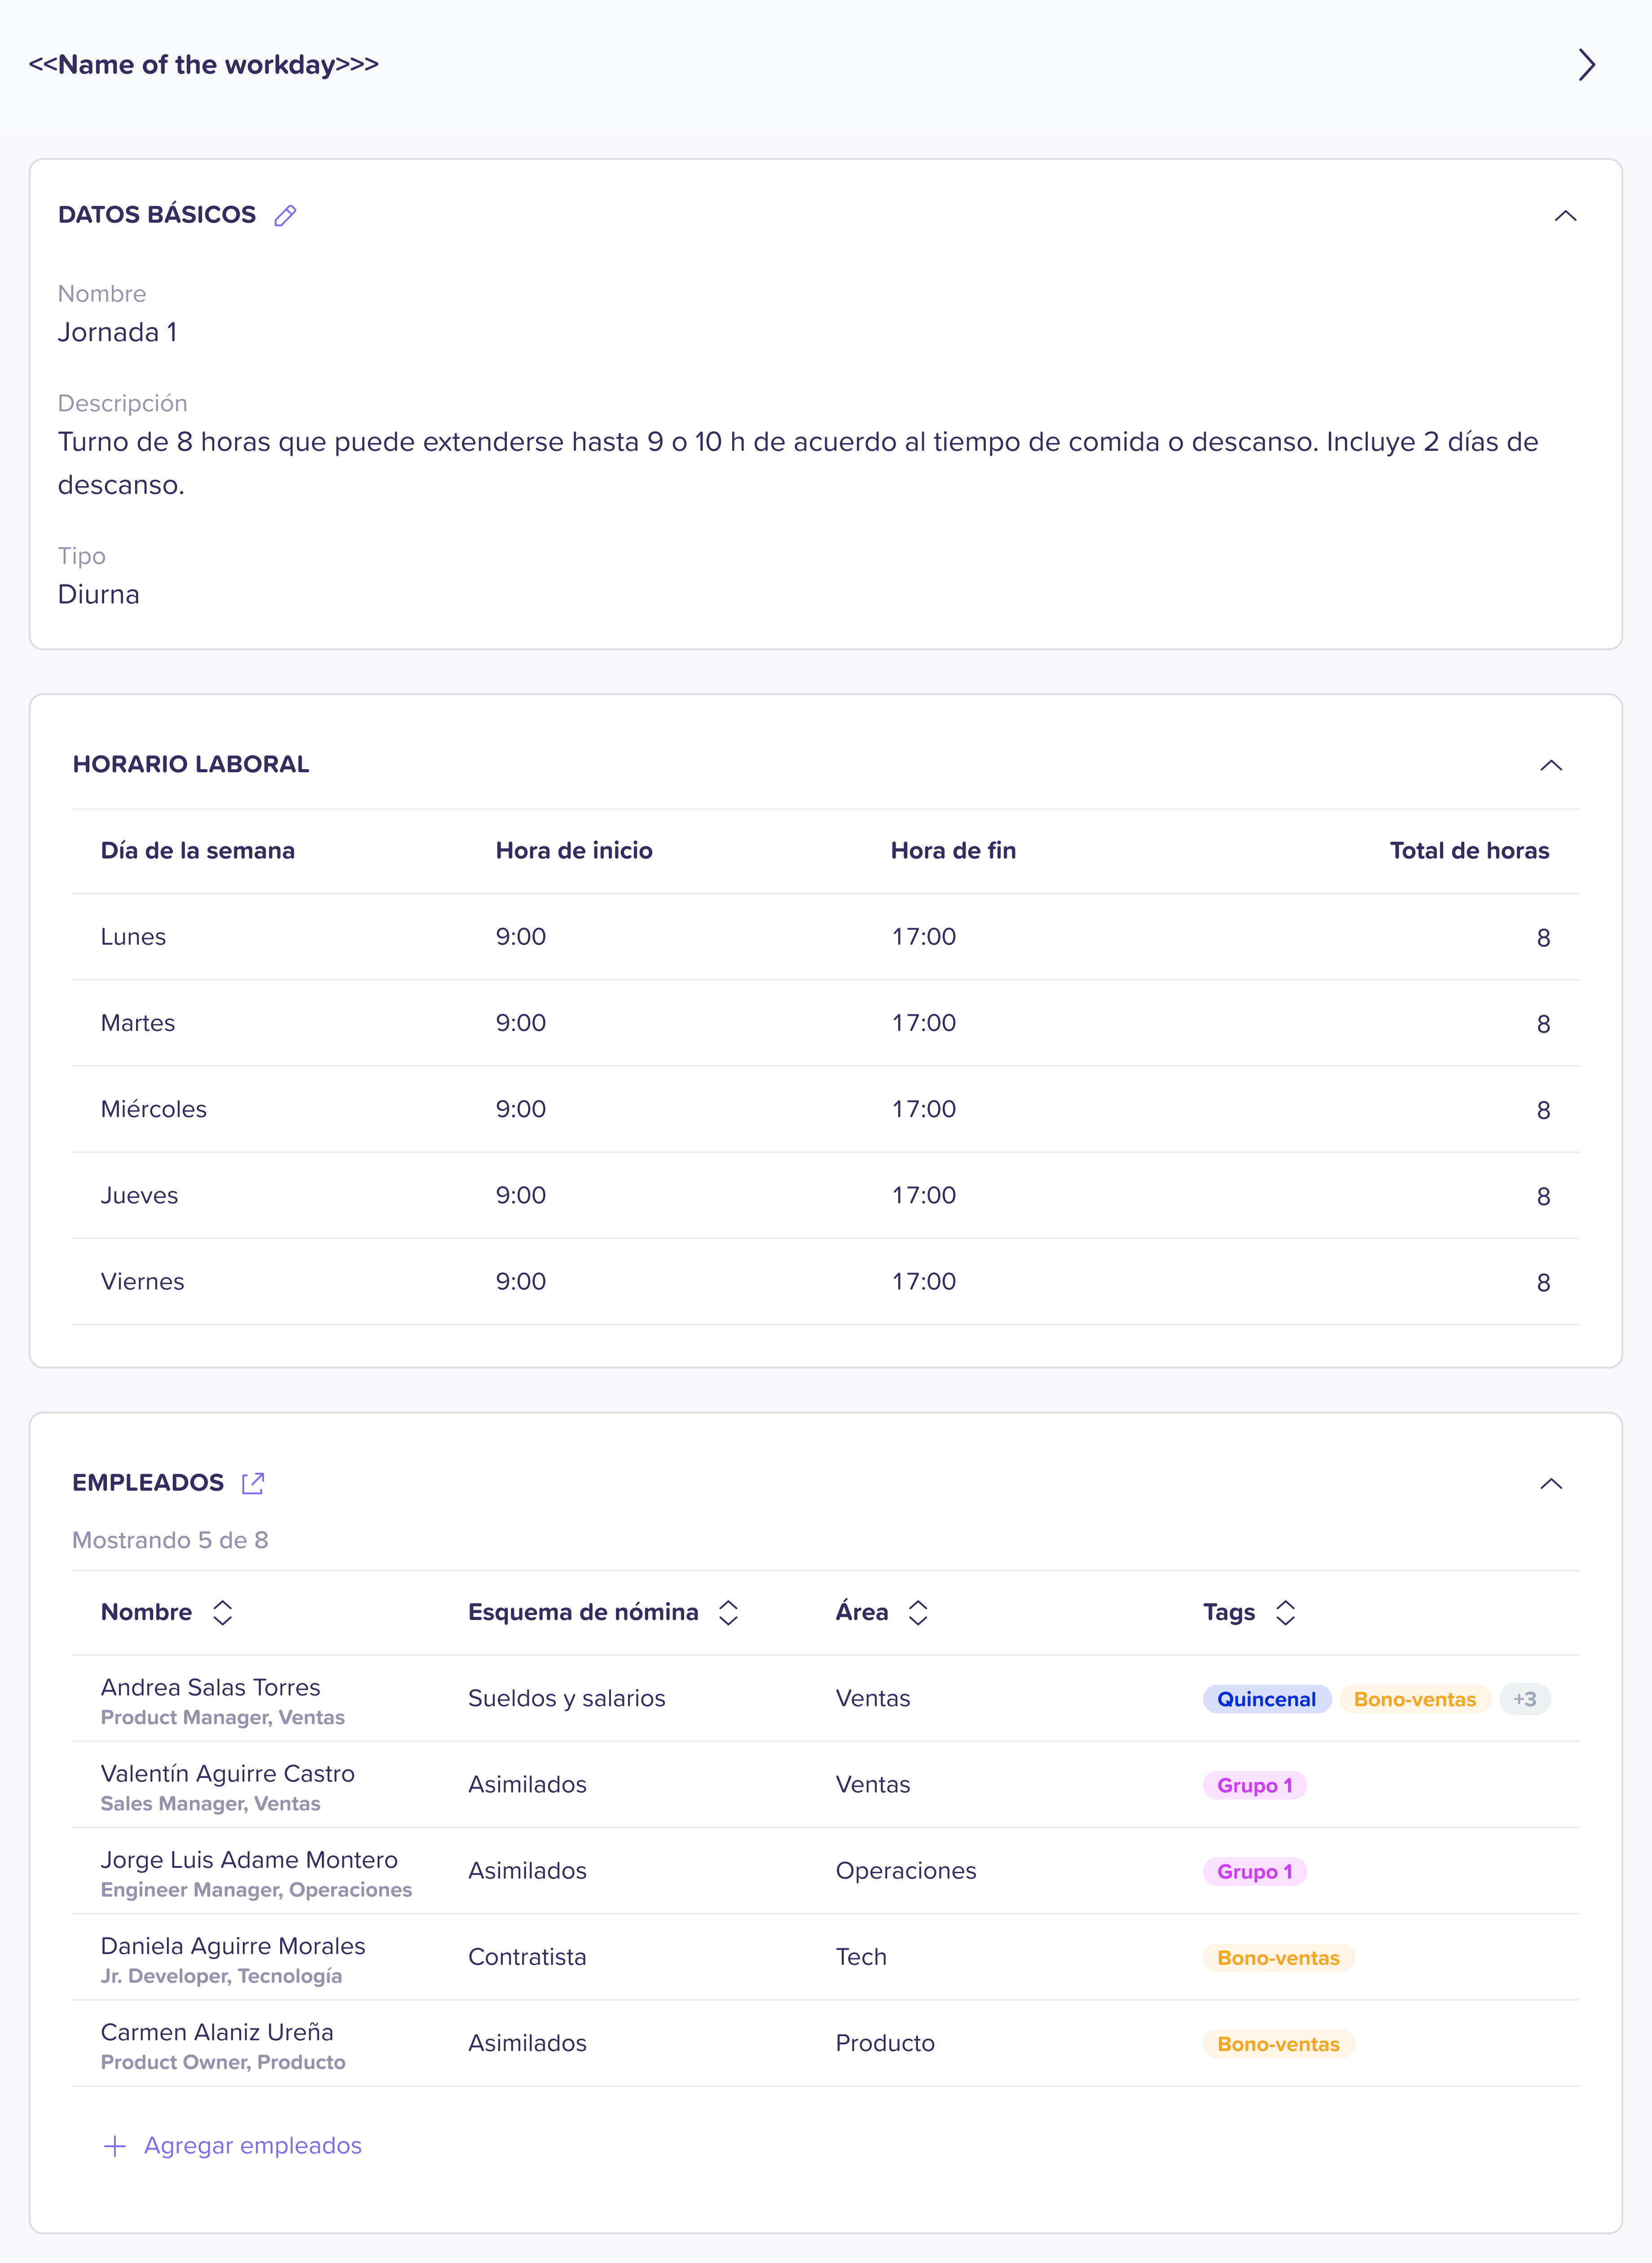 <<Name of the workday>>>
DATOS BÁSICOS
Nombre
Jornada 1
Descripción
Turno de 8 horas que puede extenderse hasta 9 o 10 h de acuerdo al tiempo de comida o descanso. Incluye 2 días de
descanso.
Tipo
Diurna
HORARIO LABORAL
Día de la semana Hora de inicio Hora de fin Total de horas
Lunes 9:00 17:00 8
Martes 9:00 17:00 8
Miércoles 9:00 17:00 8
Jueves 9:00 17:00 8
Viernes 9:00 17:00 8
EMPLEADOS
Mostrando 5 de 8
Nombre Esquema de nómina Área Tags
Andrea Salas Torres Sueldos y salarios Ventas Quincenal Bono-ventas +3
Product Manager, Ventas
Valentín Aguirre Castro Asimilados Ventas Grupo 1
Sales Manager, Ventas
Jorge Luis Adame Montero Asimilados Operaciones Grupo 1
Engineer Manager, Operaciones
Daniela Aguirre Morales Contratista Tech Bono-ventas
Jr. Developer, Tecnología
Carmen Alaniz Ureña Asimilados Producto Bono-ventas
Product Owner, Producto
Agregar empleados